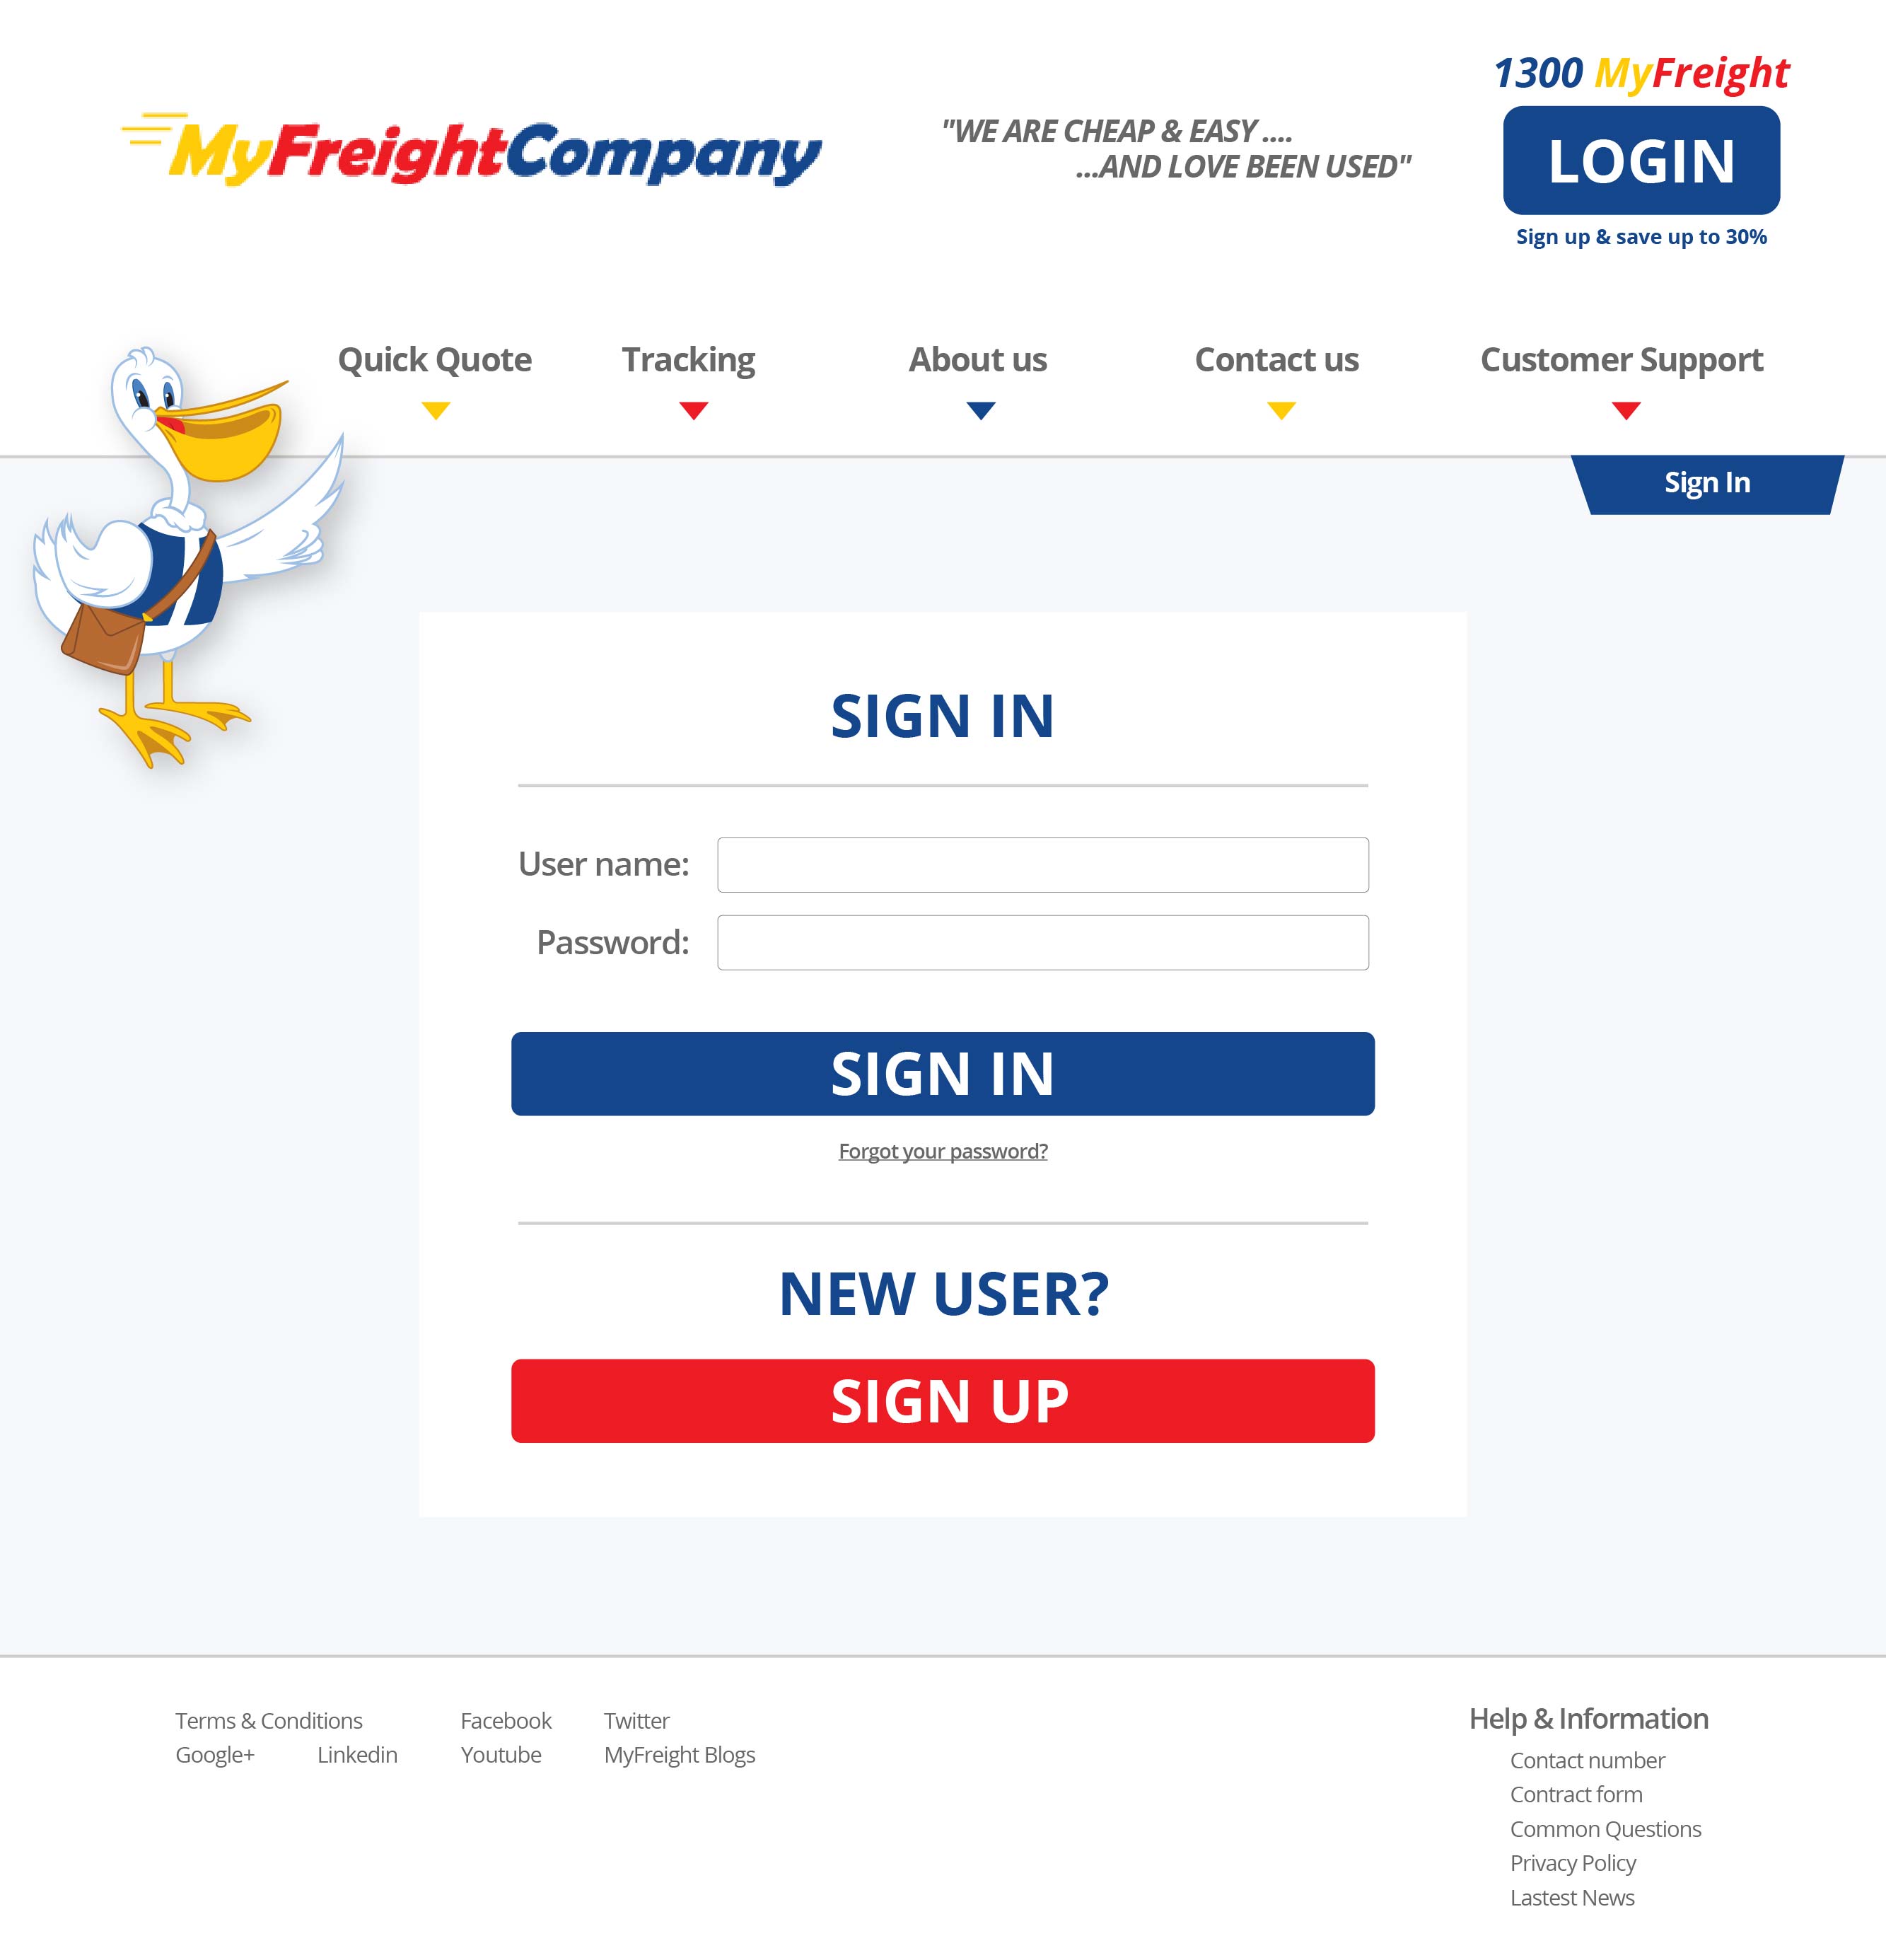 1300 MyFreight
MyFreightCompany
"WE ARE CHEAP & EASY ....
...AND LOVE BEEN USED"
LOGIN
Sign up & save up to 30%
Quick Quote
Tracking
About us
Contact us
Customer Support
Sign In
SIGN IN
User name:
Password:
SIGN IN
Forgot your password?
NEW USER?
SIGN UP
Terms & Conditions
Facebook
Twitter
Google+
Linkedin
Youtube
MyFreight Blogs
Help & Information
Contact number
Contract form
Common Questions
Privacy Policy
Lastest News